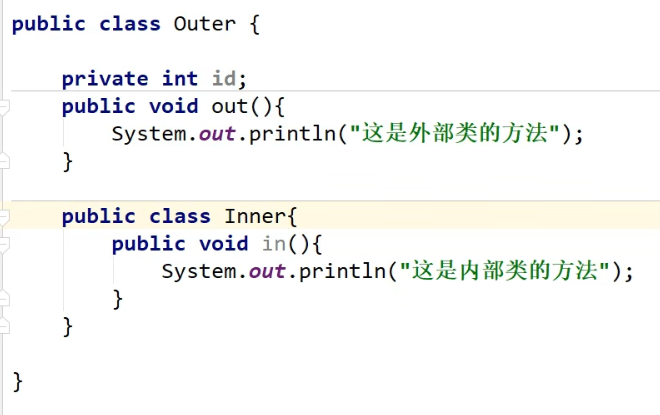 public class Outer {
private int id;
public void out(){
System.out.println("这是外部类的方法");
}
public class Inner{
public void in(){
System.out.println("这是内部类的方法");
}
}
}